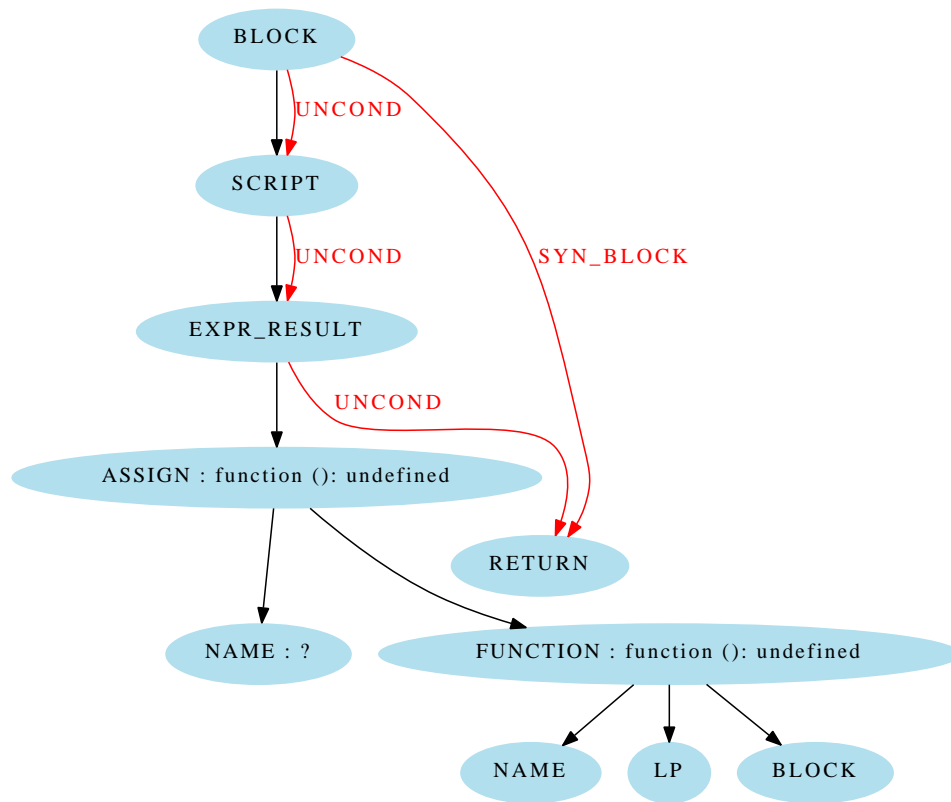 BLOCK
UNCOND
SCRIPT
UNCOND
SYN_BLOCK
EXPR_RESULT
UNCOND
ASSIGN : function (): undefined
RETURN
NAME : ?
FUNCTION : function (): undefined
NAME
LP
BLOCK